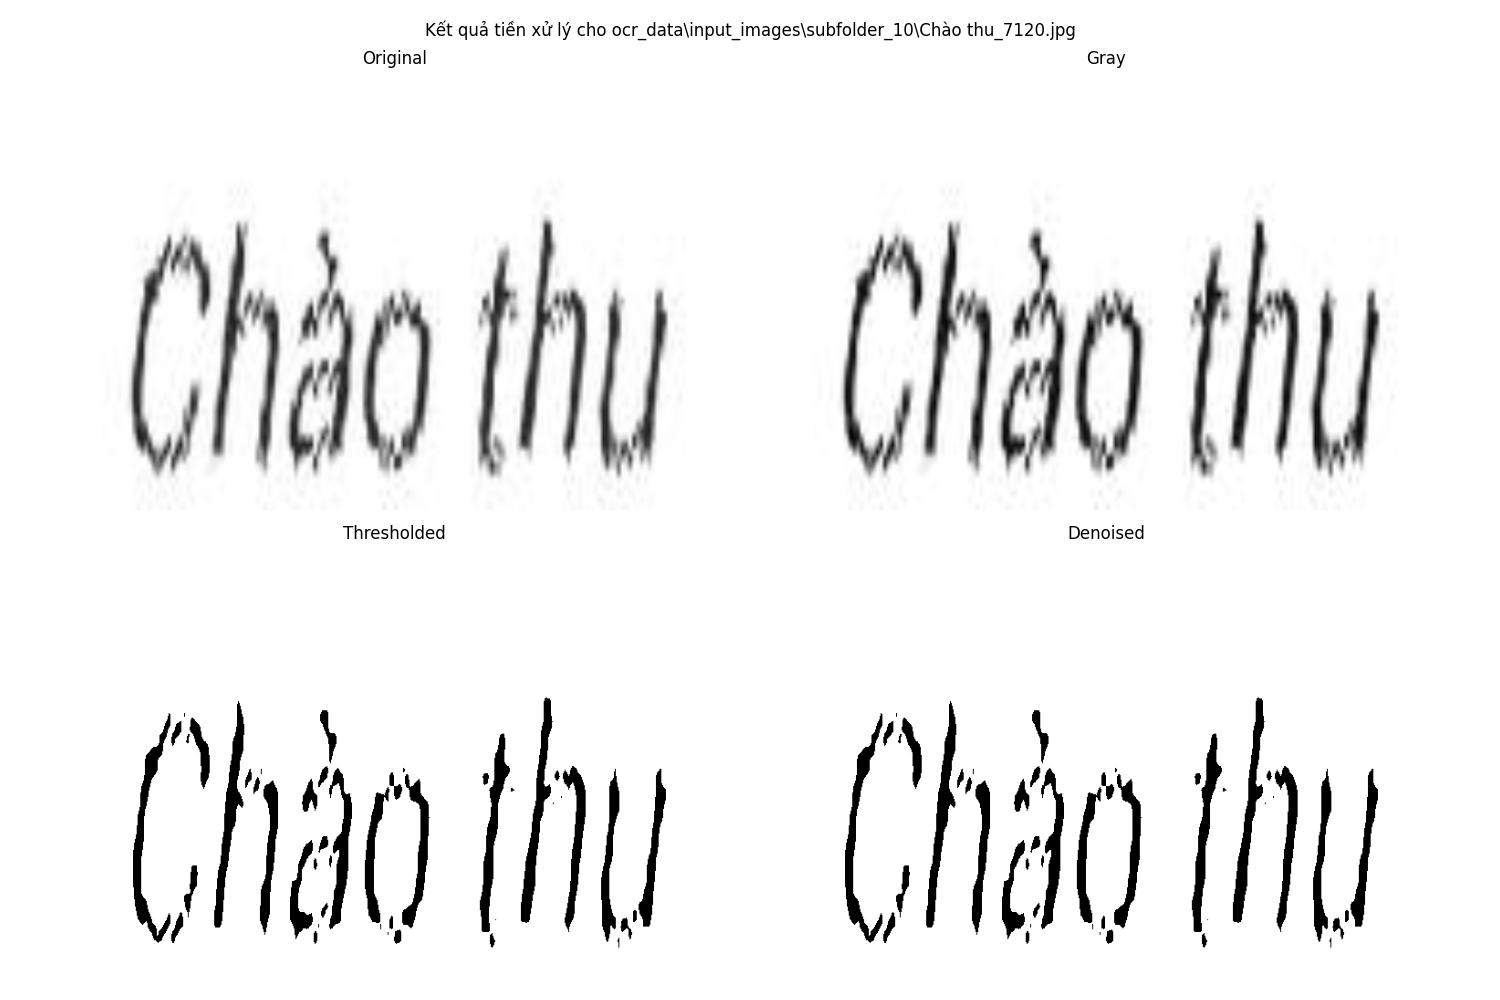 Kết quả tiền xử lý cho ocr_data\input_images\subfolder_10\Chào thu_7120.jpg
Original
Gray
Chào thu
Chào thu
Thresholded
Denoised
Chào thu
Chào thu